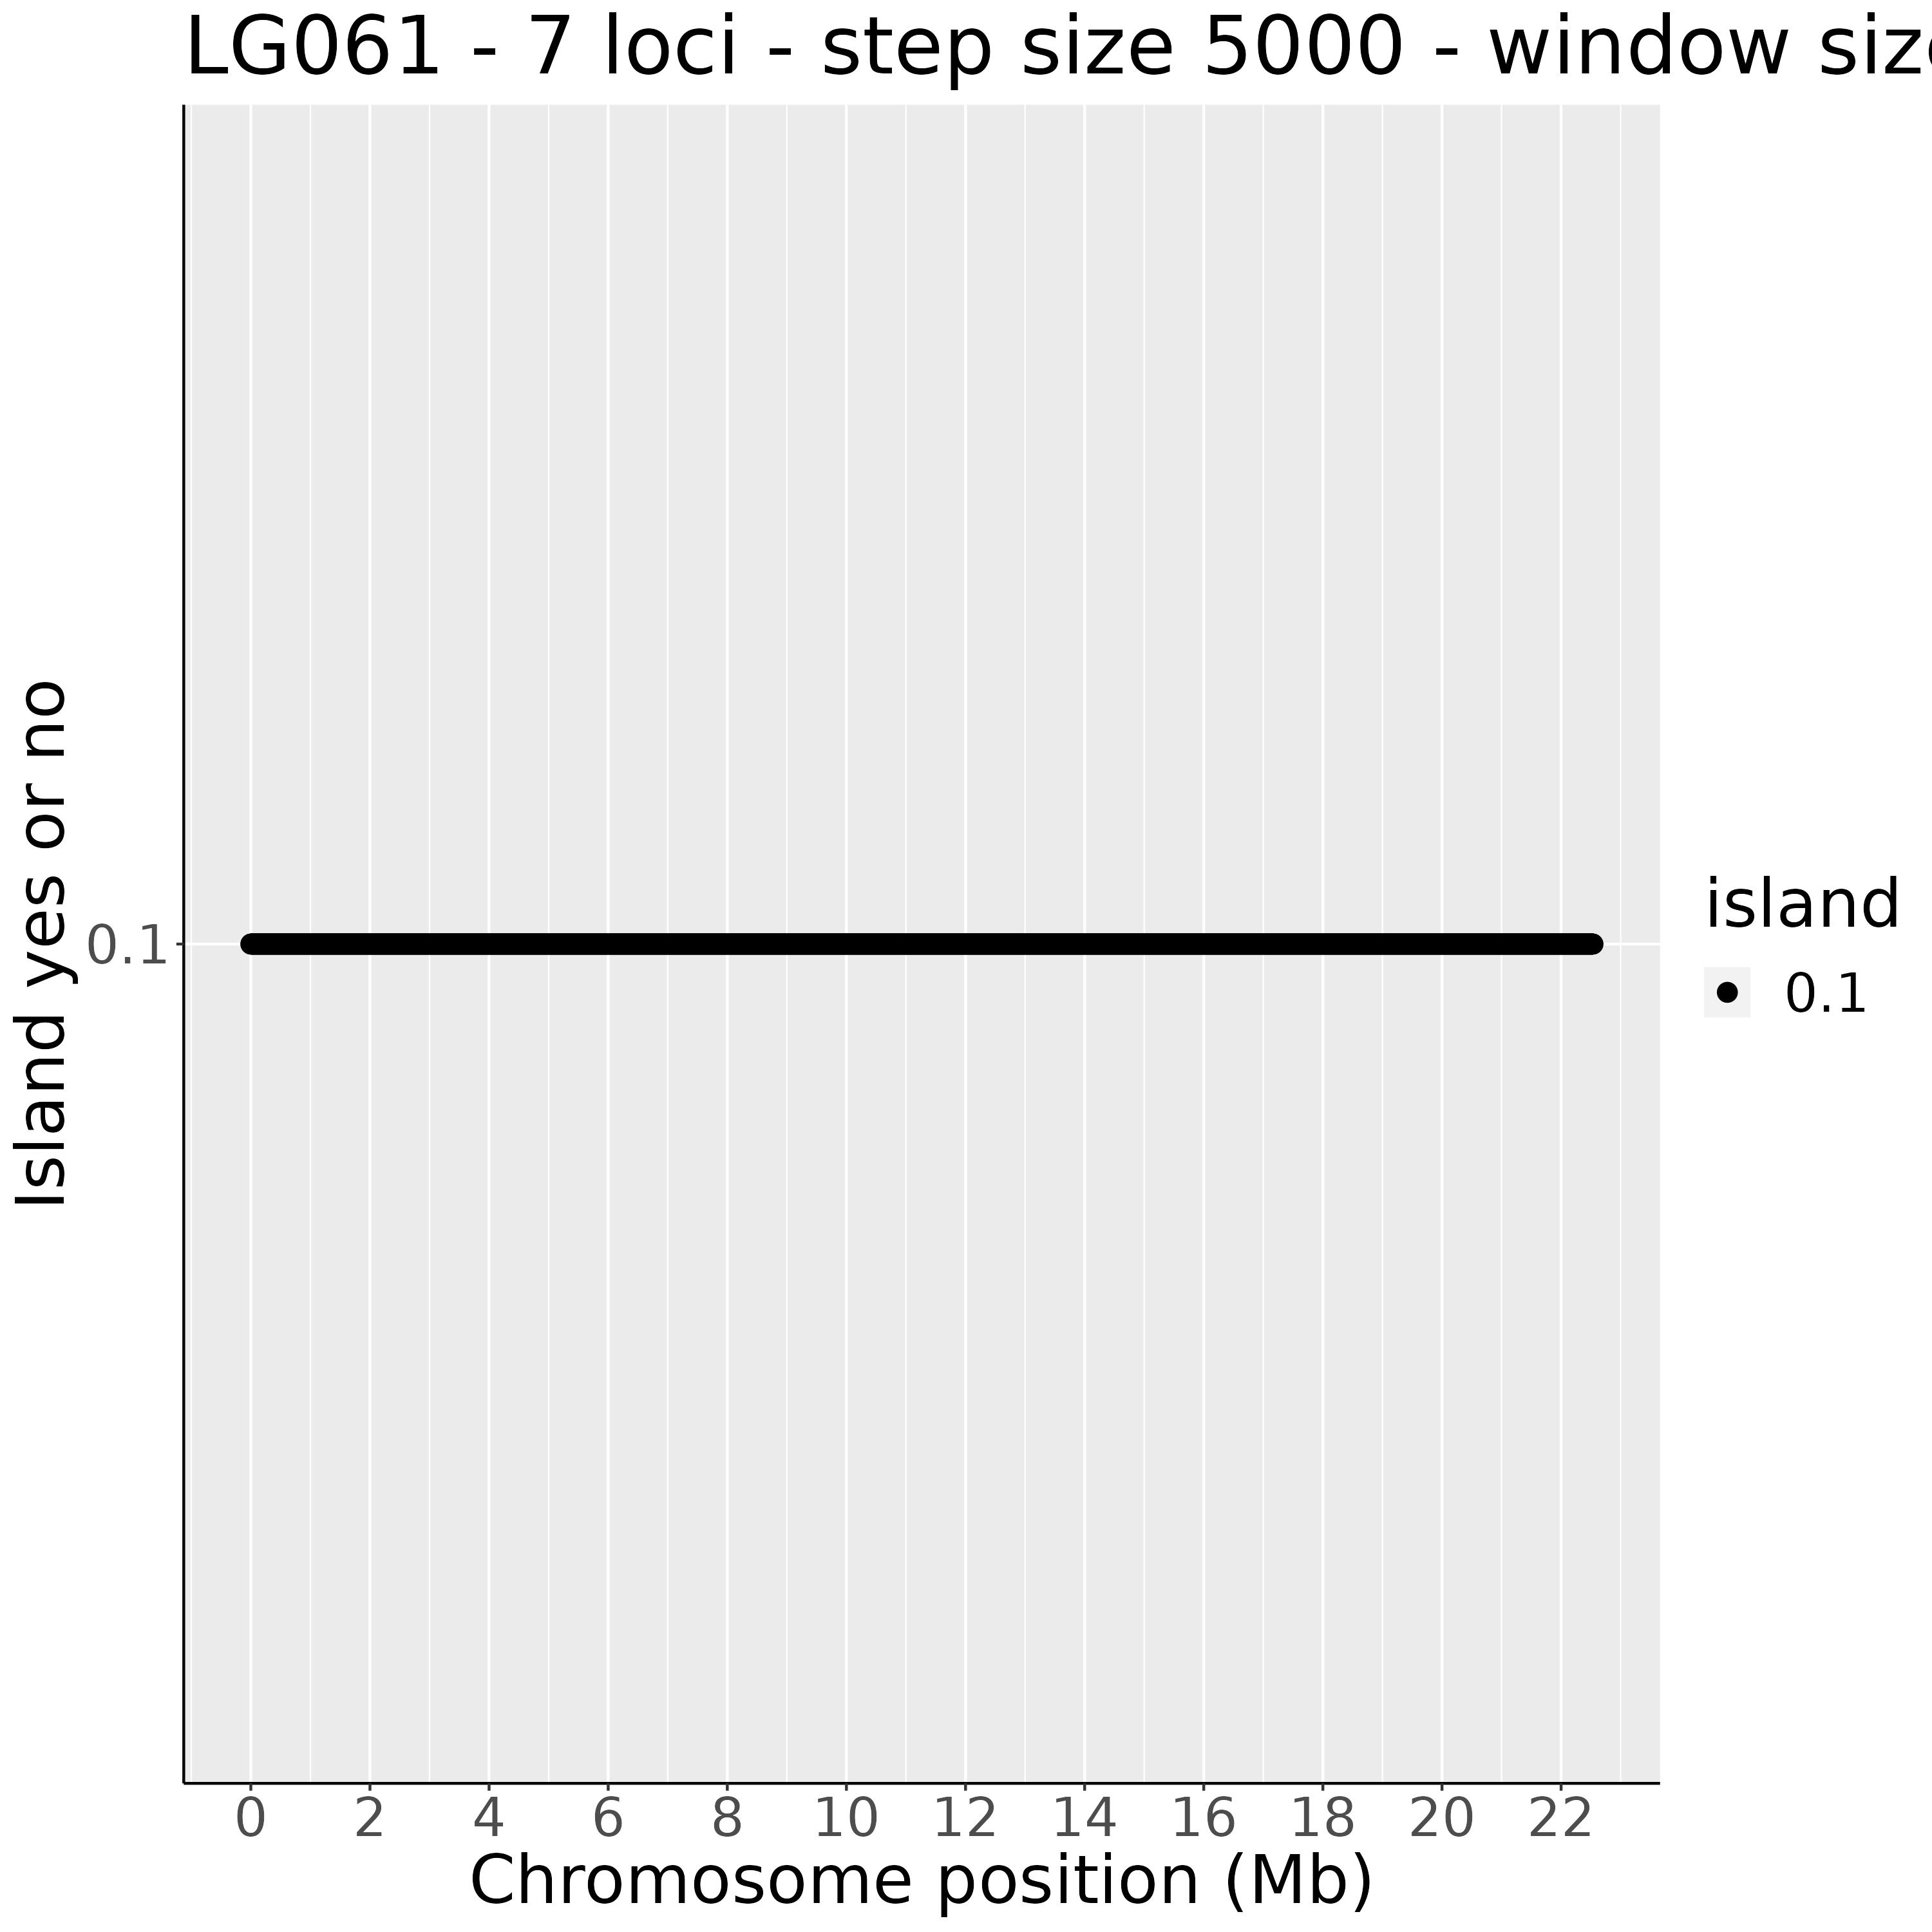 LG061 - 7 loci - step size 5000 - window
Island yes or no
0.1
island
0.1
0 2 4 6 8 10 12 14 16 18 20 22
Chromosome position (Mb)